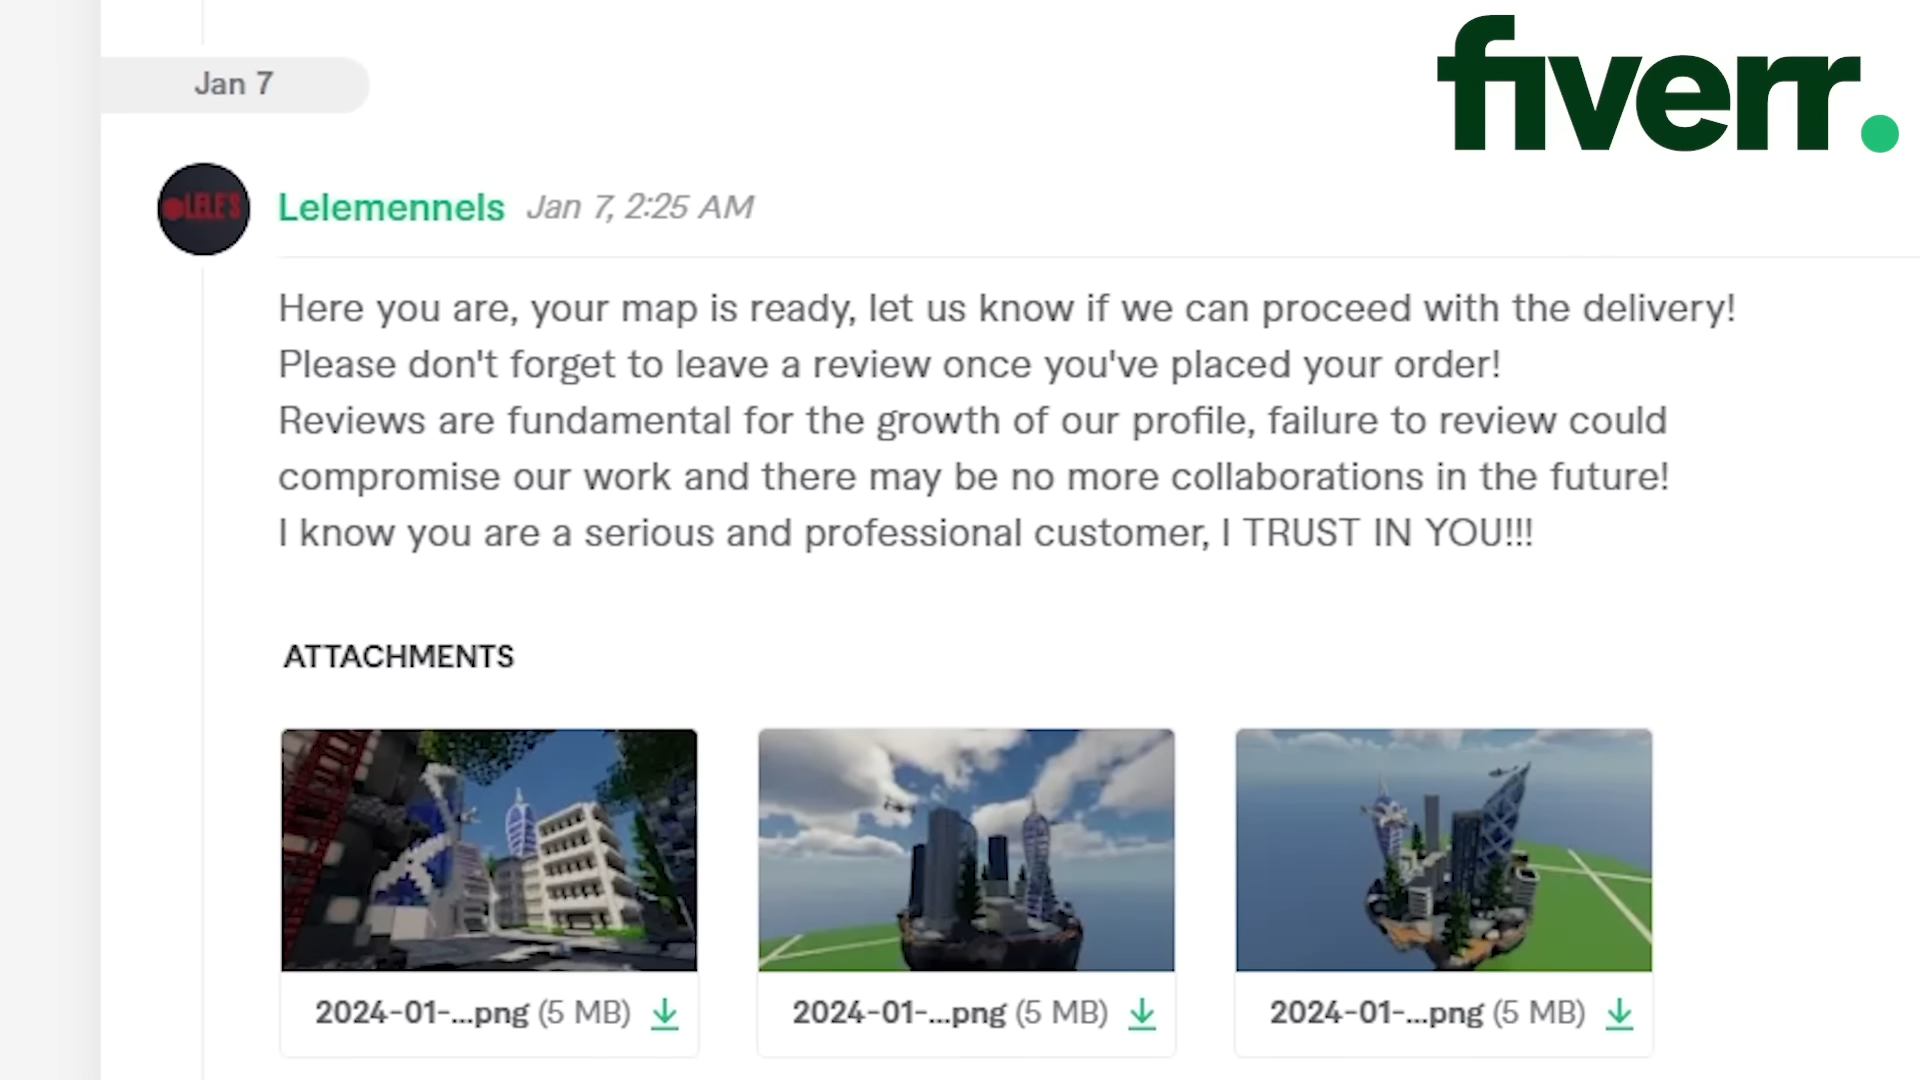 fiverr.
Jan 7
LELE'S
Lelemennels Jan 7, 2:25 AM
Here you are, your map is ready, let us know if we can proceed with the delivery!
Please don't forget to leave a review once you've placed your order!
Reviews are fundamental for the growth of our profile, failure to review could
compromise our work and there may be no more collaborations in the future!
I know you are a serious and professional customer, I TRUST IN YOU!!!
ATTACHMENTS
2024-01-...png (5 MB)
2024-01-...png (5 MB)
2024-01-...png (5 MB)